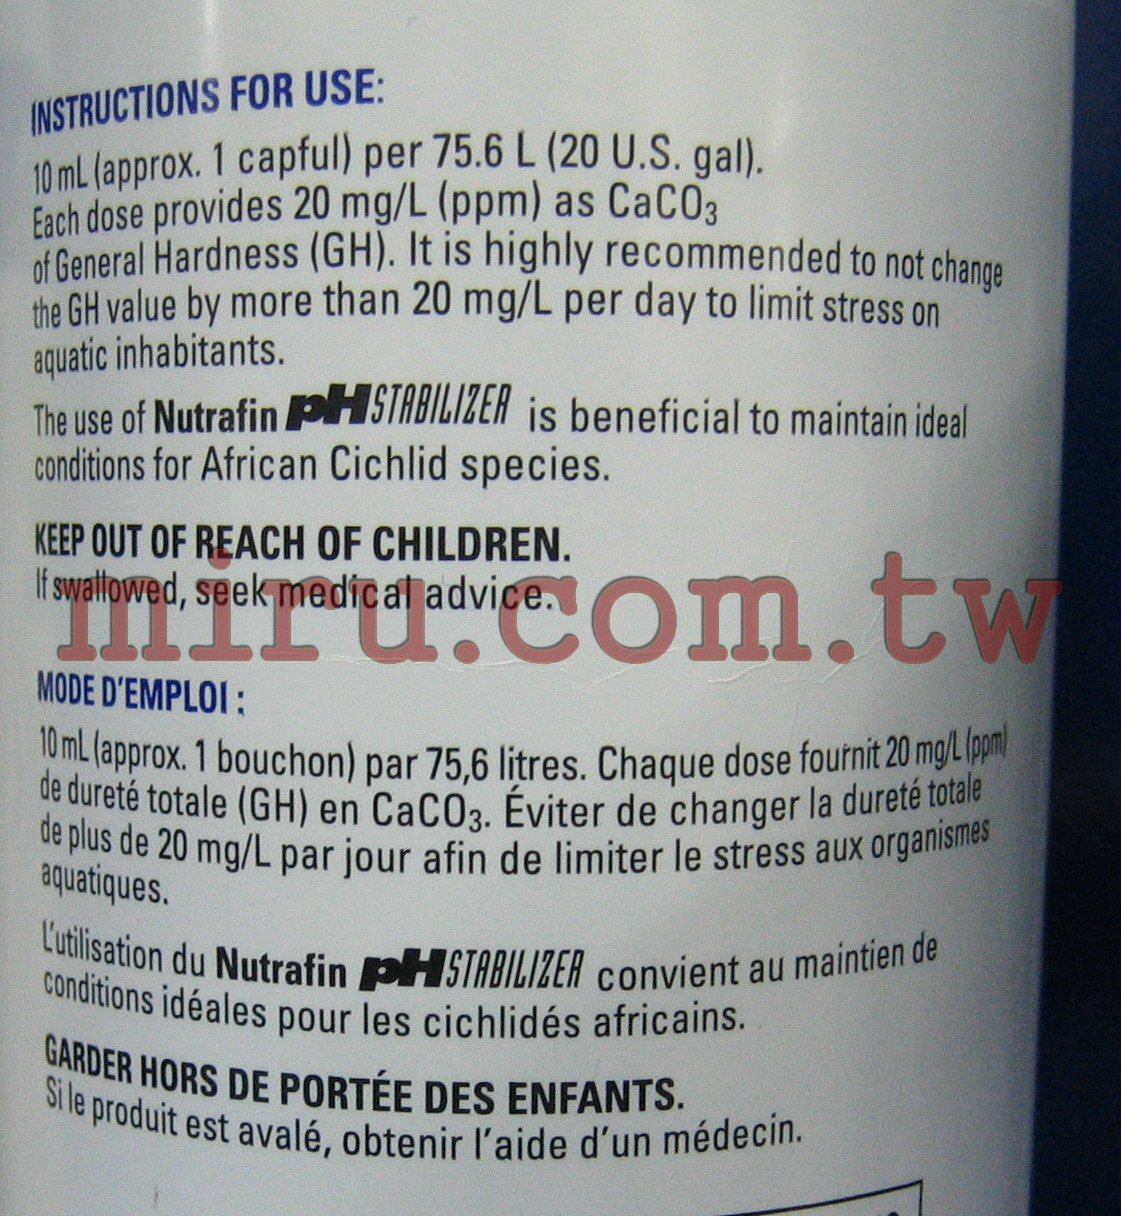 INSTRUCTIONS FOR USE:
10 mL (approx. 1 capful) per 75.6 L (20 U.S. gal).
Each dose provides 20 mg/L (ppm) as CaCO₃
of General Hardness (GH). It is highly recommended to not change
the GH value by more than 20 mg/L per day to limit stress on
aquatic inhabitants.
The use of Nutrafin pH STABILIZER is beneficial to maintain ideal
conditions for African Cichlid species.
KEEP OUT OF REACH OF CHILDREN.
If swallowed, seek medical advice.
miru.com.tw
MODE D'EMPLOI :
10 mL (approx. 1 bouchon) par 75,6 litres. Chaque dose fournit 20 mg/L (ppm)
de dureté totale (GH) en CaCO₃. Éviter de changer la dureté totale
de plus de 20 mg/L par jour afin de limiter le stress aux organismes
aquatiques.
L'utilisation du Nutrafin pH STABILIZER convient au maintien de
conditions idéales pour les cichlidés africains.
GARDER HORS DE PORTÉE DES ENFANTS.
Si le produit est avalé, obtenir l'aide d'un médecin.